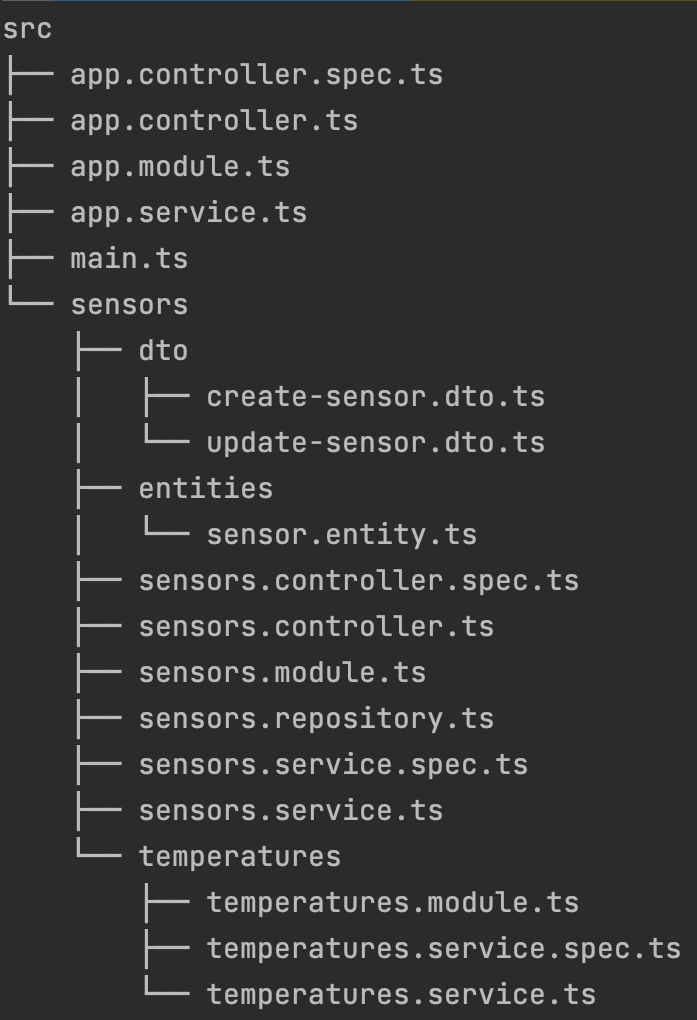 src
├── app.controller.spec.ts
├── app.controller.ts
├── app.module.ts
├── app.service.ts
├── main.ts
└── sensors
    ├── dto
    │   ├── create-sensor.dto.ts
    │   └── update-sensor.dto.ts
    ├── entities
    │   └── sensor.entity.ts
    ├── sensors.controller.spec.ts
    ├── sensors.controller.ts
    ├── sensors.module.ts
    ├── sensors.repository.ts
    ├── sensors.service.spec.ts
    ├── sensors.service.ts
    └── temperatures
        ├── temperatures.module.ts
        ├── temperatures.service.spec.ts
        └── temperatures.service.ts